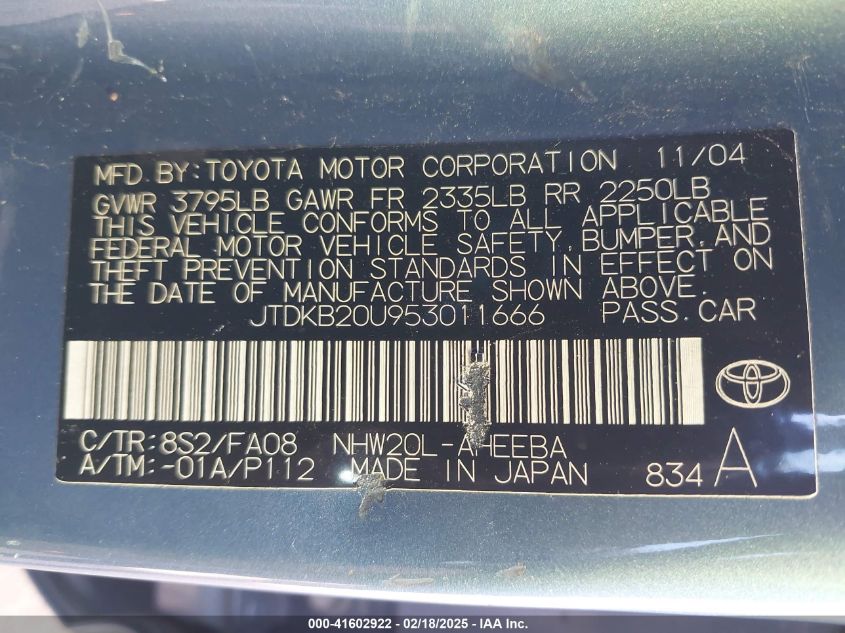 MFD BY:TOYOTA MOTOR CORPORATION 11/04
GVWR 3795LB GAWR FR 2335LB RR 2250LB
THIS VEHICLE CONFORMS TO ALL APPLICABLE
FEDERAL MOTOR VEHICLE SAFETY, BUMPER, AND
THEFT PREVENTION STANDARDS IN EFFECT ON
THE DATE OF MANUFACTURE SHOWN ABOVE.
JTDKB20U953011666 PASS.CAR
C/TR:8S2/FA08 NHW20L-AHEEBA
A/TM:-01A/P112 MADE IN JAPAN 834 A
000-41602922 - 02/18/2025 - IAA Inc.